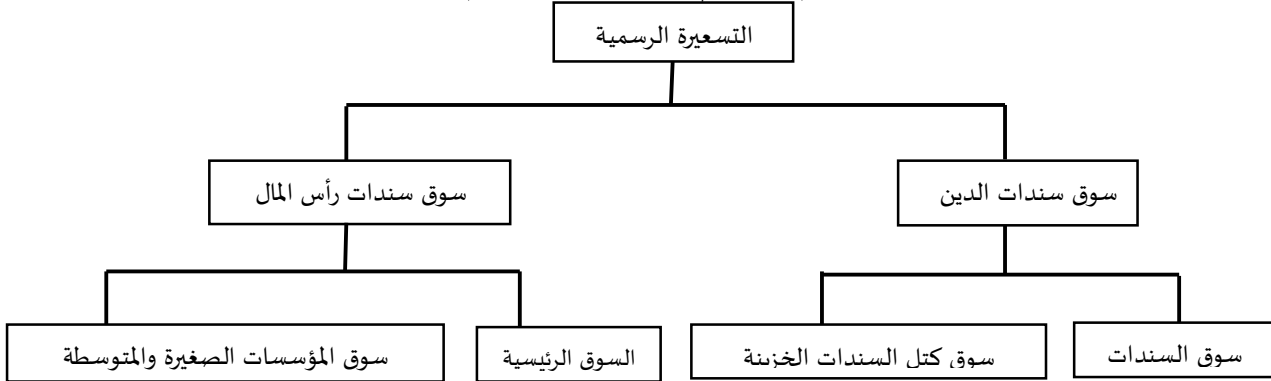 التسعيرة الرسمية
سوق سندات الدين
سوق سندات رأس المال
سوق السندات
سوق كتل السندات الخزينة
السوق الرئيسية
سوق المؤسسات الصغيرة والمتوسطة